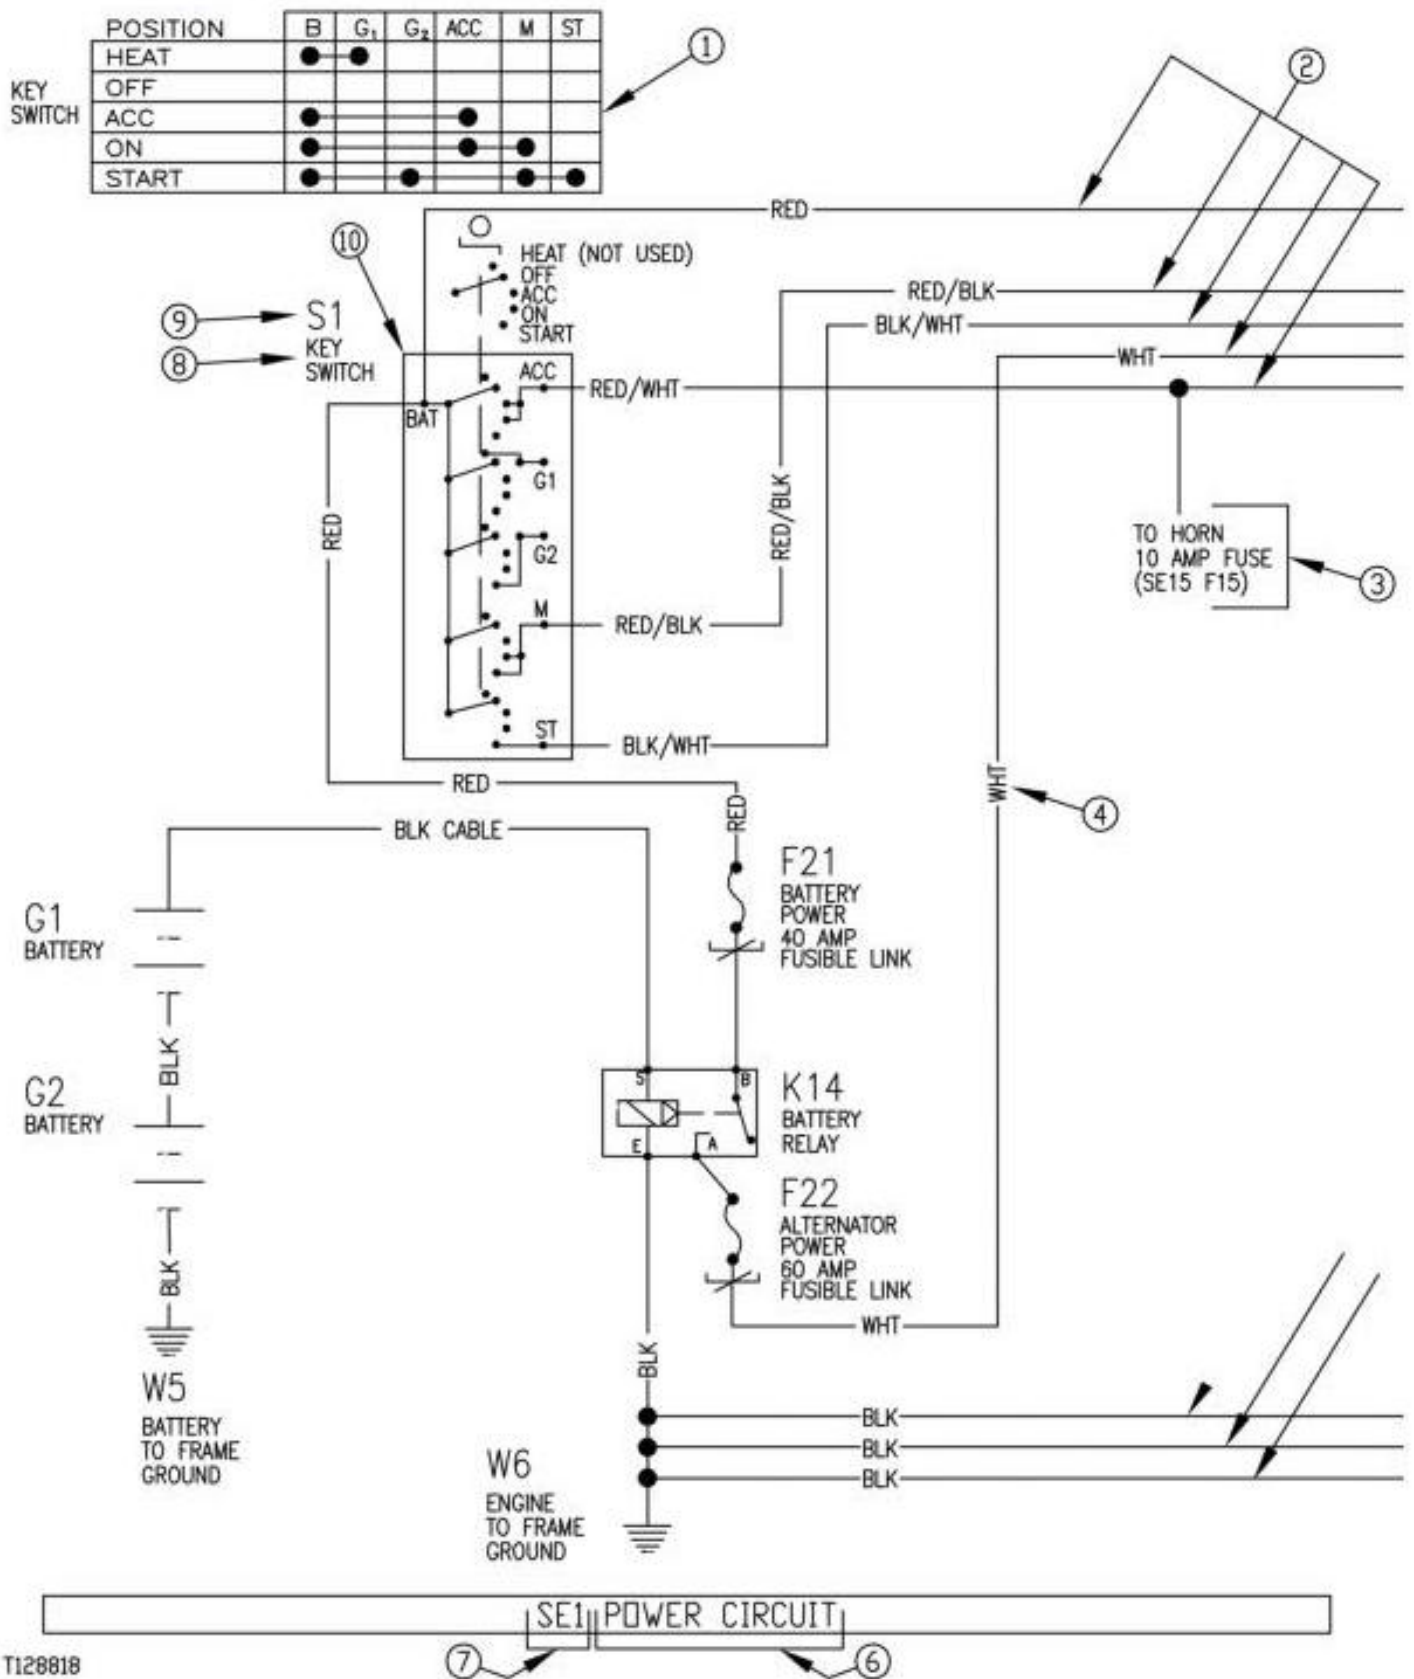 POSITION B G₁ G₂ ACC M ST
HEAT
OFF
ACC
ON
START
KEY
SWITCH
1
2
RED
10
HEAT (NOT USED)
OFF
ACC
ON
START
RED/BLK
BLK/WHT
WHT
9
S1
8
KEY
SWITCH
BAT
ACC
RED/WHT
G1
G2
M
RED/BLK
ST
BLK/WHT
RED
RED/BLK
TO HORN
10 AMP FUSE
(SE15 F15)
3
RED
RED
WHT
4
BLK CABLE
F21
BATTERY
POWER
40 AMP
FUSIBLE LINK
G1
BATTERY
BLK
G2
BATTERY
S
B
E
A
K14
BATTERY
RELAY
F22
ALTERNATOR
POWER
60 AMP
FUSIBLE LINK
WHT
BLK
W5
BATTERY
TO FRAME
GROUND
BLK
BLK
BLK
BLK
W6
ENGINE
TO FRAME
GROUND
SE1 POWER CIRCUIT
7
6
T128818